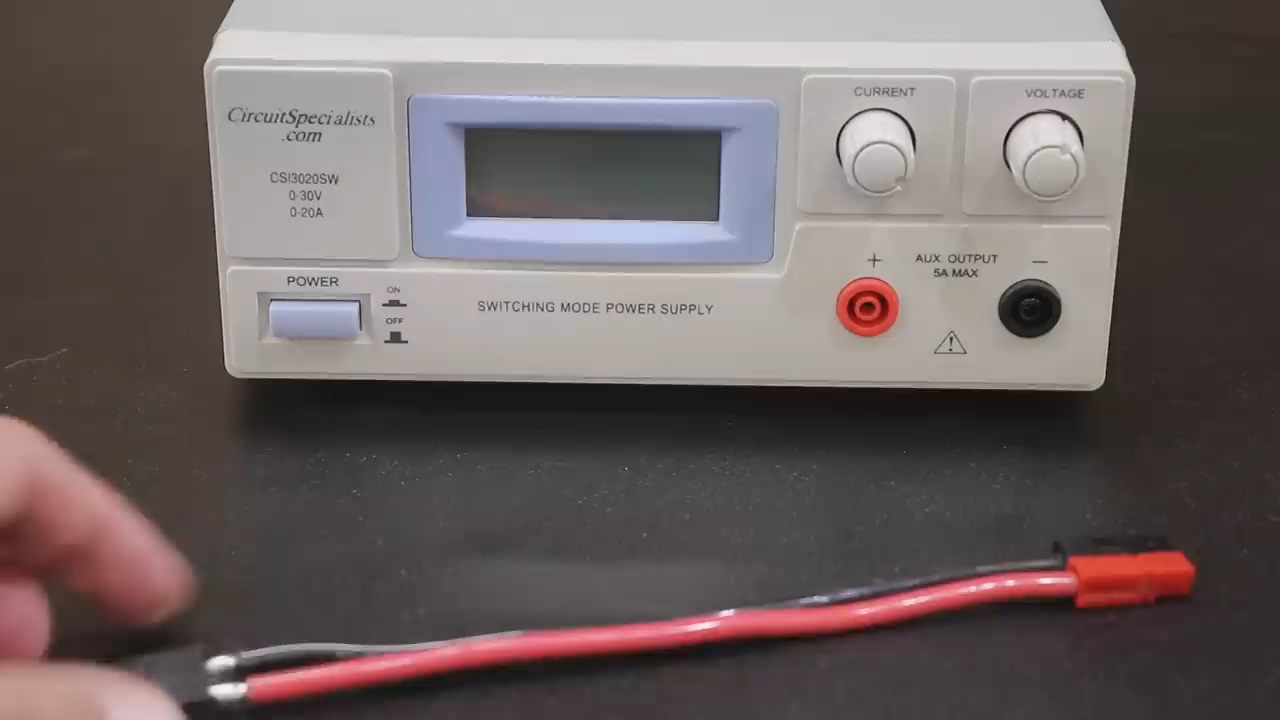 CircuitSpecialists
.com
CSI3020SW
0-30V
0-20A
POWER
ON
OFF
SWITCHING MODE POWER SUPPLY
CURRENT
VOLTAGE
+
AUX OUTPUT
5A MAX
−
!